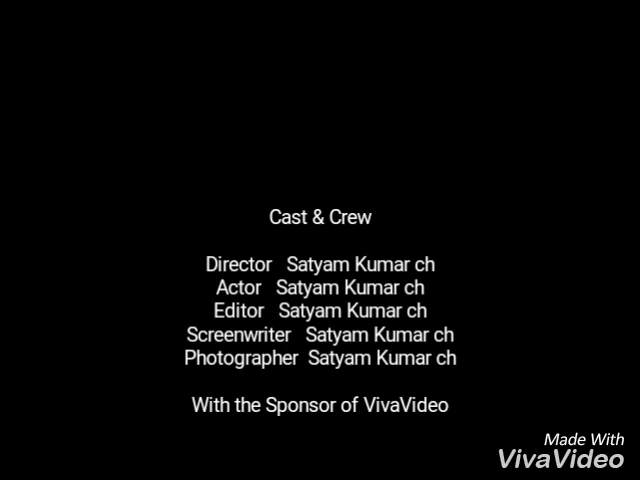 Cast & Crew
Director Satyam Kumar ch
Actor Satyam Kumar ch
Editor Satyam Kumar ch
Screenwriter Satyam Kumar ch
Photographer Satyam Kumar ch
With the Sponsor of VivaVideo
Made With
VivaVideo